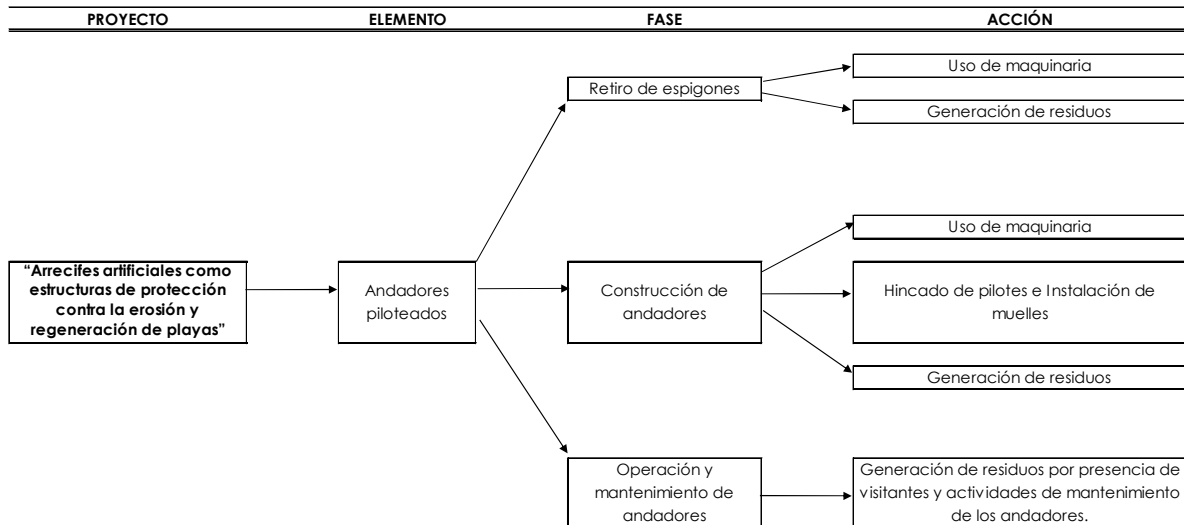 PROYECTO ELEMENTO FASE ACCIÓN
Retiro de espigones
Uso de maquinaria
Generación de residuos
“Arrecifes artificiales como
estructuras de protección
contra la erosión y
regeneración de playas”
Andadores
piloteados
Construcción de
andadores
Uso de maquinaria
Hincado de pilotes e Instalación de
muelles
Generación de residuos
Operación y
mantenimiento de
andadores
Generación de residuos por presencia de
visitantes y actividades de mantenimiento
de los andadores.